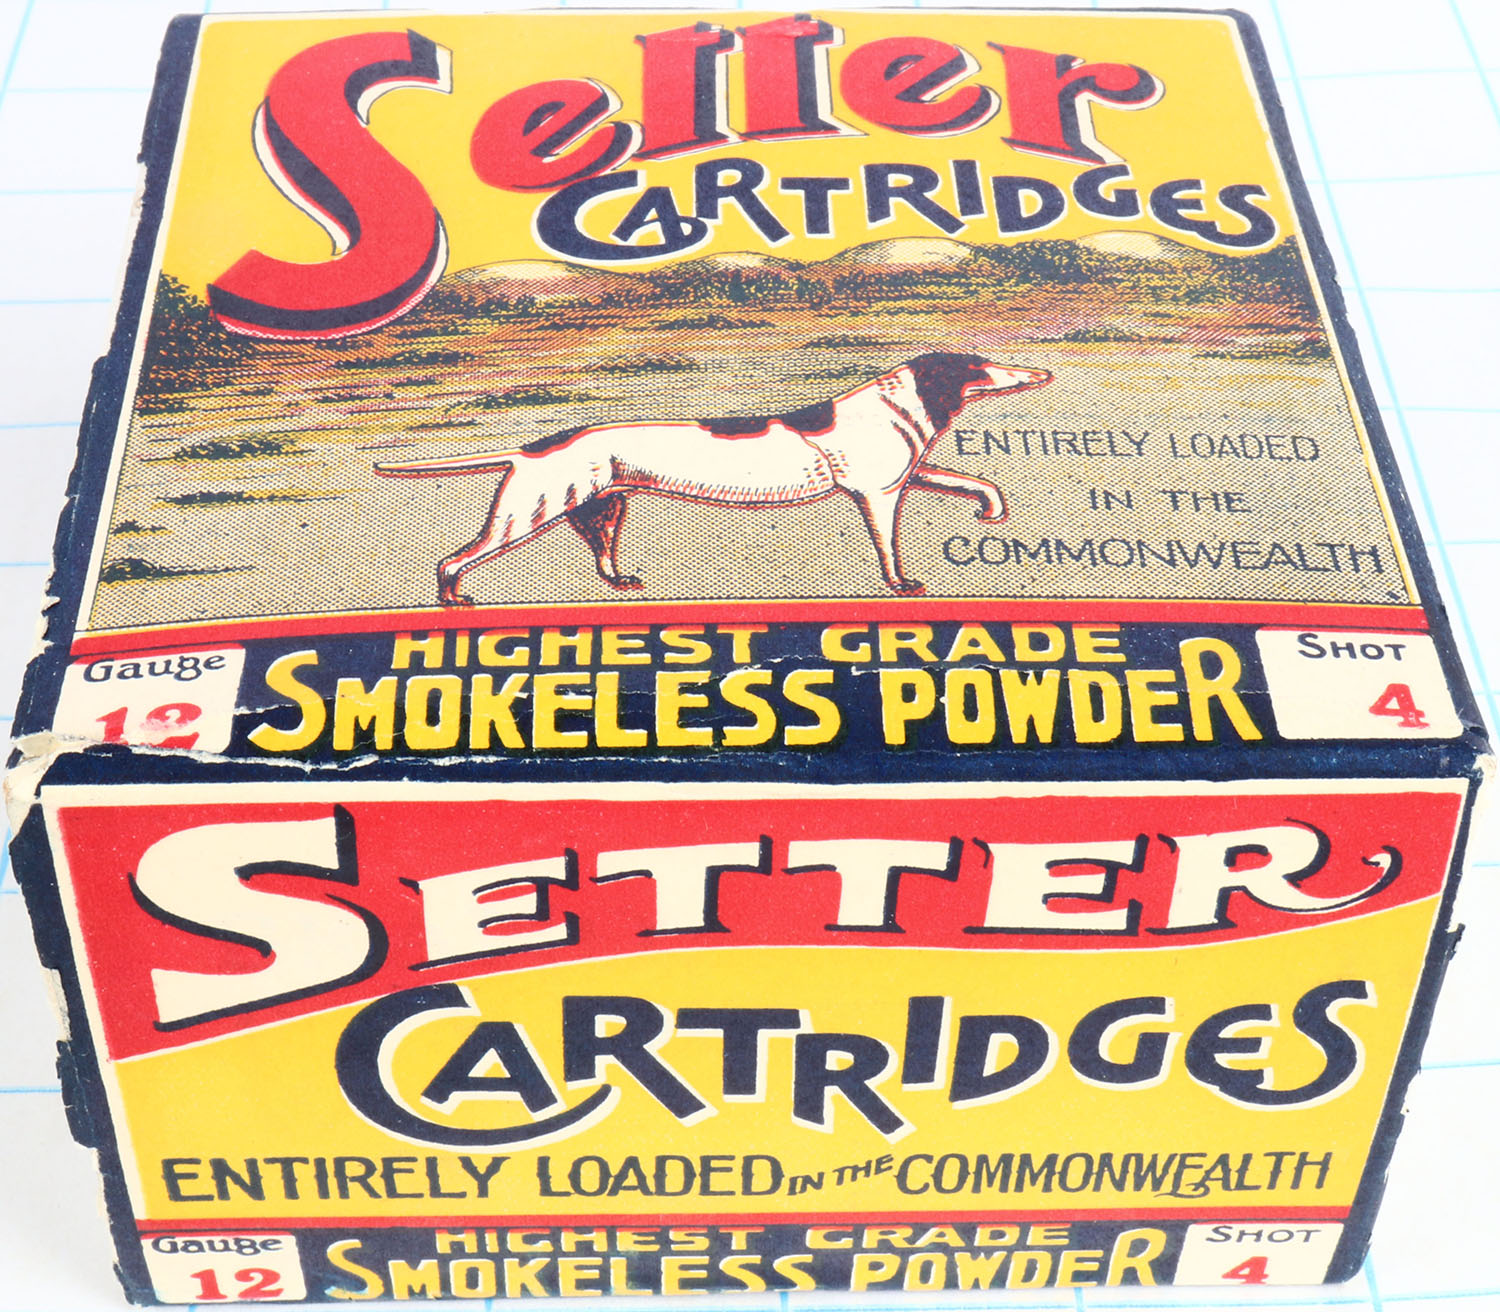 Setter
CARTRIDGES
ENTIRELY LOADED
IN THE
COMMONWEALTH
HIGHEST GRADE
Gauge
12
SMOKELESS POWDER
SHOT
4
SETTER
CARTRIDGES
ENTIRELY LOADED IN THE COMMONWEALTH
HIGHEST GRADE
Gauge
12
SMOKELESS POWDER
SHOT
4